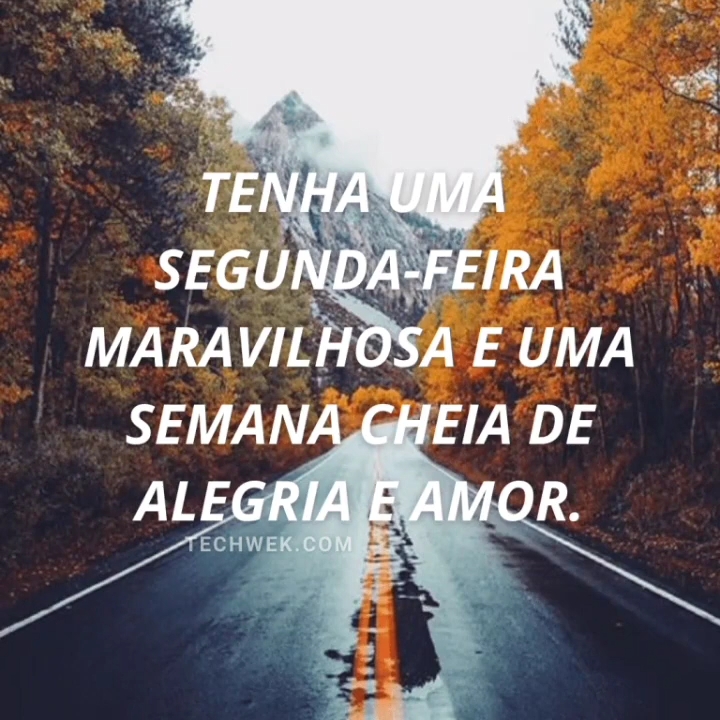 TENHA UMA
SEGUNDA-FEIRA
MARAVILHOSA E UMA
SEMANA CHEIA DE
ALEGRIA E AMOR.
TECHWEK.COM